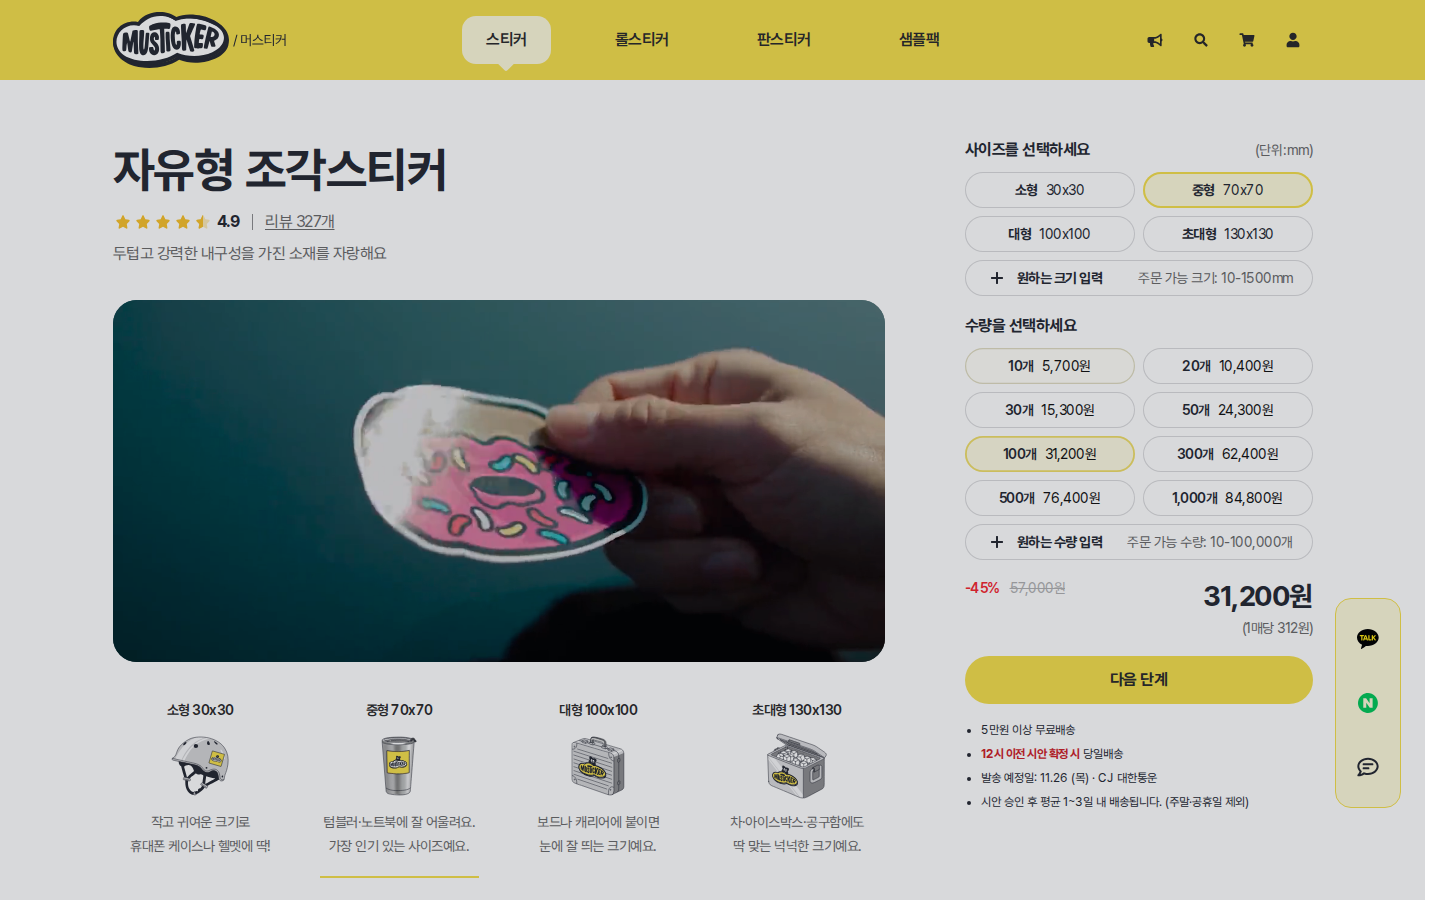 MUSTICKER / 머스티커
스티커
롤스티커
판스티커
샘플팩
자유형 조각스티커
4.9 | 리뷰 327개
두텁고 강력한 내구성을 가진 소재를 자랑해요
소형 30x30
중형 70x70
대형 100x100
초대형 130x130
MUSTICKER
MUSTICKER
MUSTICKER
작고 귀여운 크기로
휴대폰 케이스나 헬멧에 딱!
텀블러·노트북에 잘 어울려요.
가장 인기 있는 사이즈예요.
보드나 캐리어에 붙이면
눈에 잘 띄는 크기예요.
차·아이스박스·공구함에도
딱 맞는 넉넉한 크기예요.
사이즈를 선택하세요 (단위:mm)
소형 30x30
중형 70x70
대형 100x100
초대형 130x130
+ 원하는 크기 입력 주문 가능 크기: 10-1500mm
수량을 선택하세요
10개 5,700원
20개 10,400원
30개 15,300원
50개 24,300원
100개 31,200원
300개 62,400원
500개 76,400원
1,000개 84,800원
+ 원하는 수량 입력 주문 가능 수량: 10-100,000개
-45% 57,000원 31,200원
(1매당 312원)
다음 단계
• 5만원 이상 무료배송
• 12시 이전 시안 확정 시 당일배송
• 발송 예정일: 11.26 (목) · CJ 대한통운
• 시안 승인 후 평균 1~3일 내 배송됩니다. (주말·공휴일 제외)
TALK
N